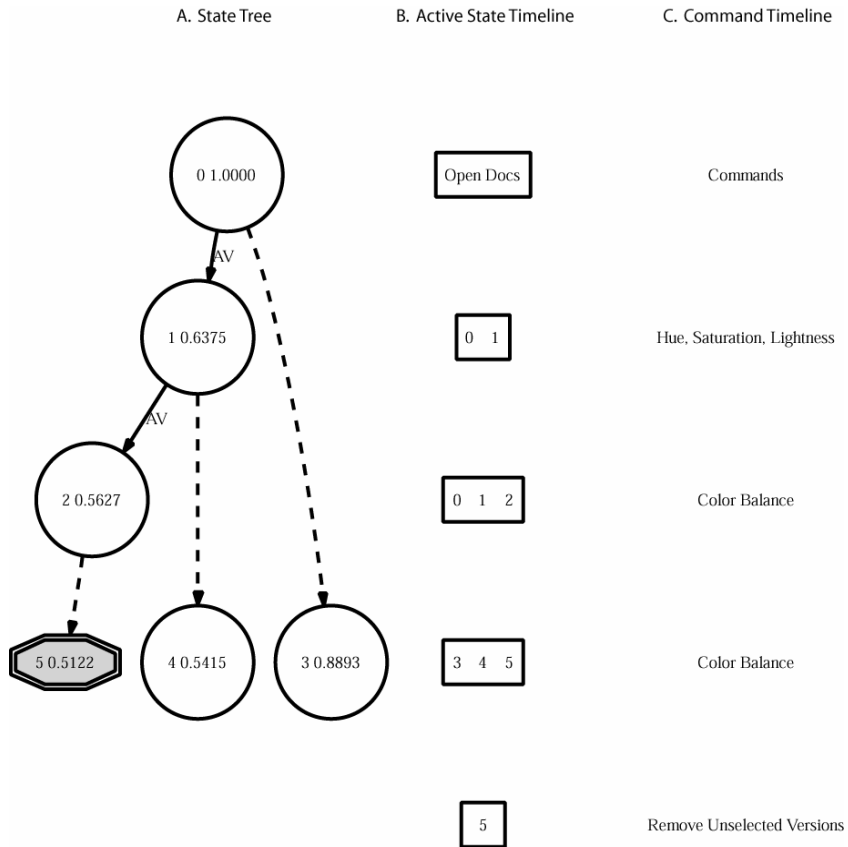 A. State Tree B. Active State Timeline C. Command Timeline
0 1.0000 Open Docs Commands
AV
1 0.6375 0 1 Hue, Saturation, Lightness
AV
2 0.5627 0 1 2 Color Balance
5 0.5122 4 0.5415 3 0.8893 3 4 5 Color Balance
5 Remove Unselected Versions